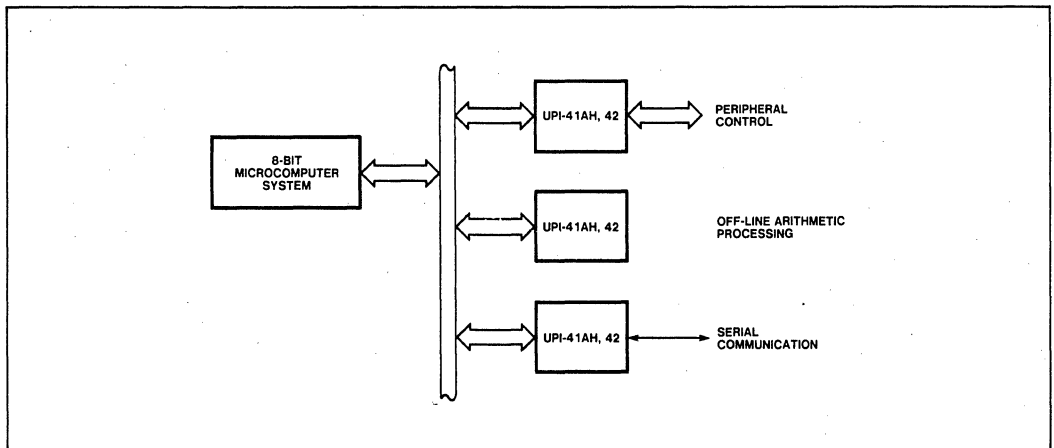 8-BIT
MICROCOMPUTER
SYSTEM
UPI-41AH, 42
PERIPHERAL
CONTROL
UPI-41AH, 42
OFF-LINE ARITHMETIC
PROCESSING
UPI-41AH, 42
SERIAL
COMMUNICATION